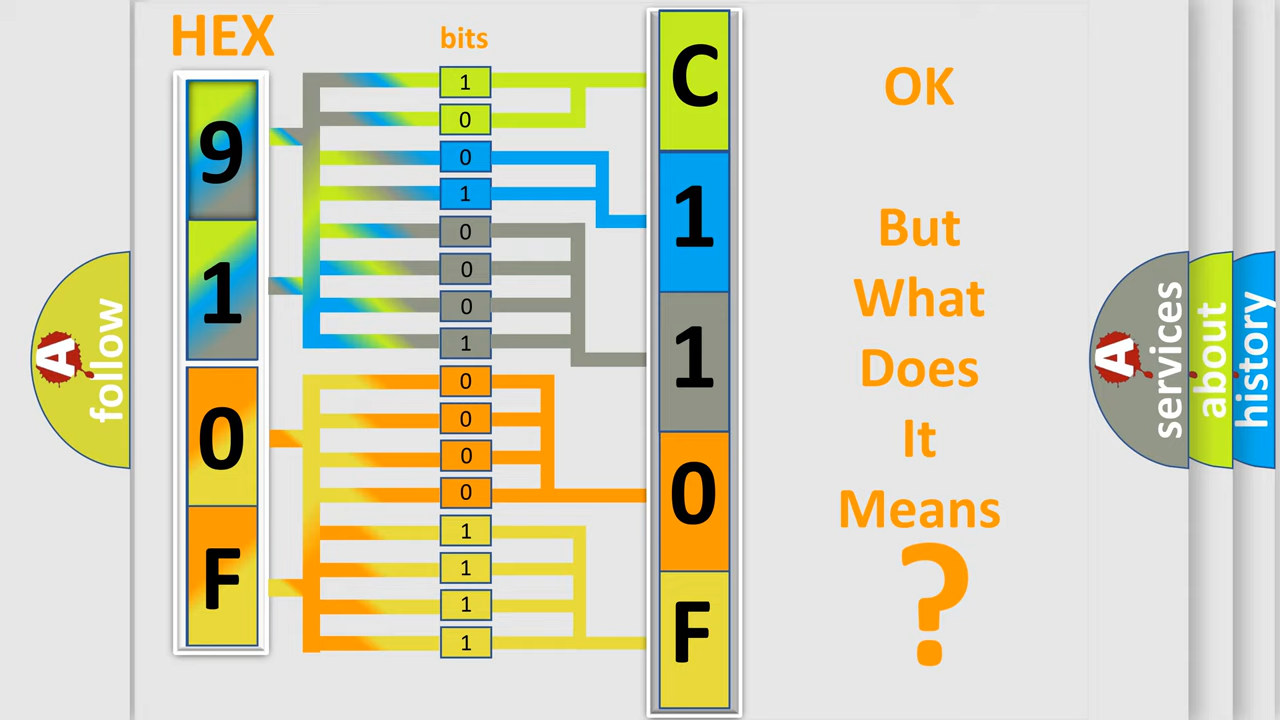 HEX
9
1
0
F
bits
1
0
0
1
0
0
0
1
0
0
0
0
1
1
1
1
C
1
1
0
F
OK
But
What
Does
It
Means
?
A
follow
A
services
about
history